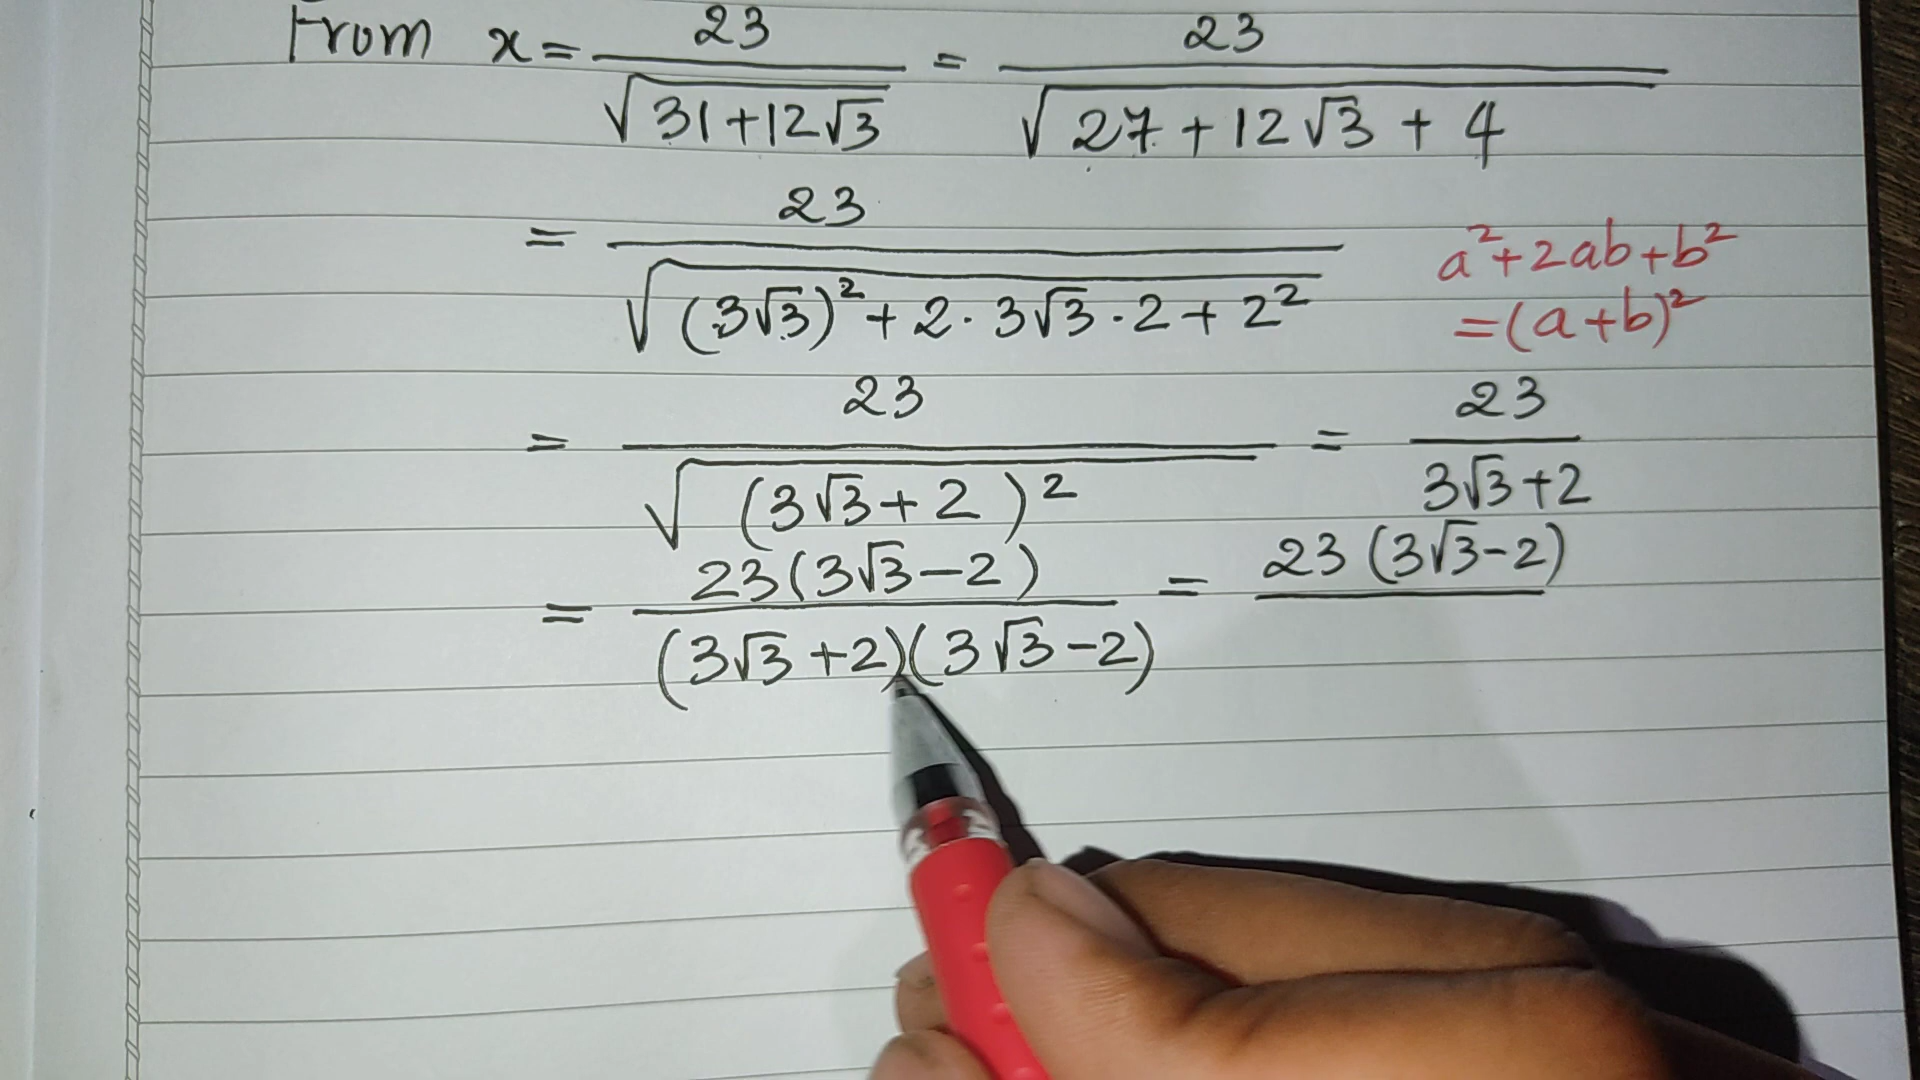 From x = 23/√(31+12√3) = 23/√(27+12√3+4)
= 23/√((3√3)²+2·3√3·2+2²)
a²+2ab+b²
=(a+b)²
= 23/√((3√3+2)²) = 23/(3√3+2)
= 23(3√3-2)/((3√3+2)(3√3-2)) = 23(3√3-2)/